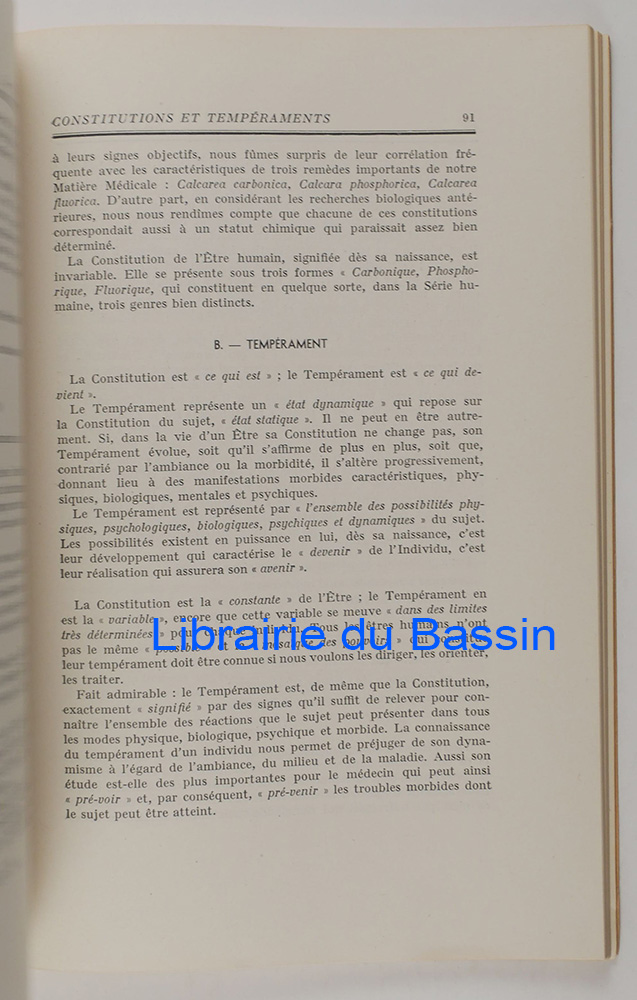 CONSTITUTIONS ET TEMPÉRAMENTS 91
à leurs signes objectifs, nous fûmes surpris de leur corrélation fré-
quente avec les caractéristiques de trois remèdes importants de notre
Matière Médicale : Calcarea carbonica, Calcara phosphorica, Calcarea
fluorica. D'autre part, en considérant les recherches biologiques anté-
rieures, nous nous rendîmes compte que chacune de ces constitutions
correspondait aussi à un statut chimique qui paraissait assez bien
déterminé.
La Constitution de l'Être humain, signifiée dès sa naissance, est
invariable. Elle se présente sous trois formes « Carbonique, Phospho-
rique, Fluorique, qui constituent en quelque sorte, dans la Série hu-
maine, trois genres bien distincts.
B. — TEMPÉRAMENT
La Constitution est « ce qui est » ; le Tempérament est « ce qui de-
vient ».
Le Tempérament représente un « état dynamique » qui repose sur
la Constitution du sujet, « état statique ». Il ne peut en être autre-
ment. Si, dans la vie d'un Être sa Constitution ne change pas, son
Tempérament évolue, soit qu'il s'affirme de plus en plus, soit que,
contrarié par l'ambiance ou la morbidité, il s'altère progressivement,
donnant lieu à des manifestations morbides caractéristiques, phy-
siques, biologiques, mentales et psychiques.
Le Tempérament est représenté par « l'ensemble des possibilités phy-
siques, psychologiques, biologiques, psychiques et dynamiques » du sujet.
Les possibilités existent en puissance en lui, dès sa naissance, c'est
leur développement qui caractérise le « devenir » de l'Individu, c'est
leur réalisation qui assurera son « avenir ».
La Constitution est la « constante » de l'Être ; le Tempérament en
est la « variable », encore que cette variable se meuve « dans des limites
très déterminées » pour chaque individu. Tous les êtres humains n'ont
pas le même « possible » et mosaïque des pouvoirs » qui constitue
Librairie du Bassin
leur tempérament doit être connue si nous voulons les diriger, les orienter,
les traiter.
Fait admirable : le Tempérament est, de même que la Constitution,
exactement « signifié » par des signes qu'il suffit de relever pour con-
naître l'ensemble des réactions que le sujet peut présenter dans tous
les modes physique, biologique, psychique et morbide. La connaissance
du tempérament d'un individu nous permet de préjuger de son dyna-
misme à l'égard de l'ambiance, du milieu et de la maladie. Aussi son
étude est-elle des plus importantes pour le médecin qui peut ainsi
« pré-voir » et, par conséquent, « pré-venir » les troubles morbides dont
le sujet peut être atteint.